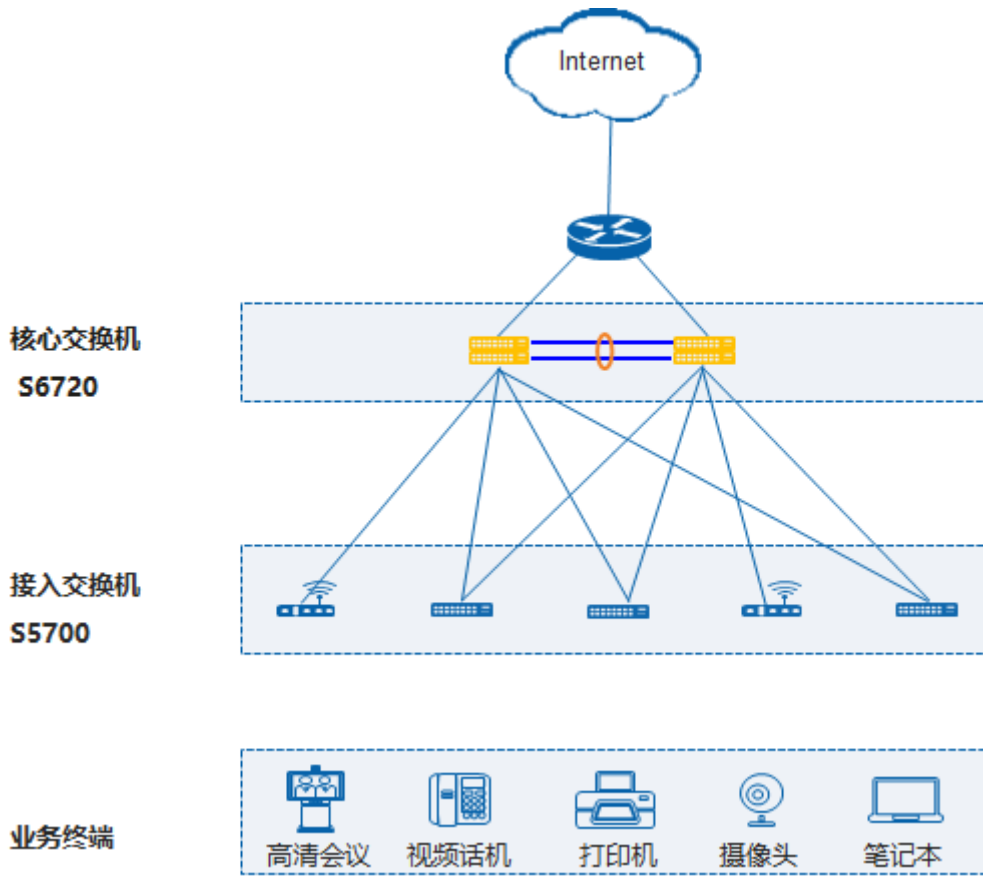 Internet
核心交换机
S6720
接入交换机
S5700
业务终端
高清会议 视频话机 打印机 摄像头 笔记本